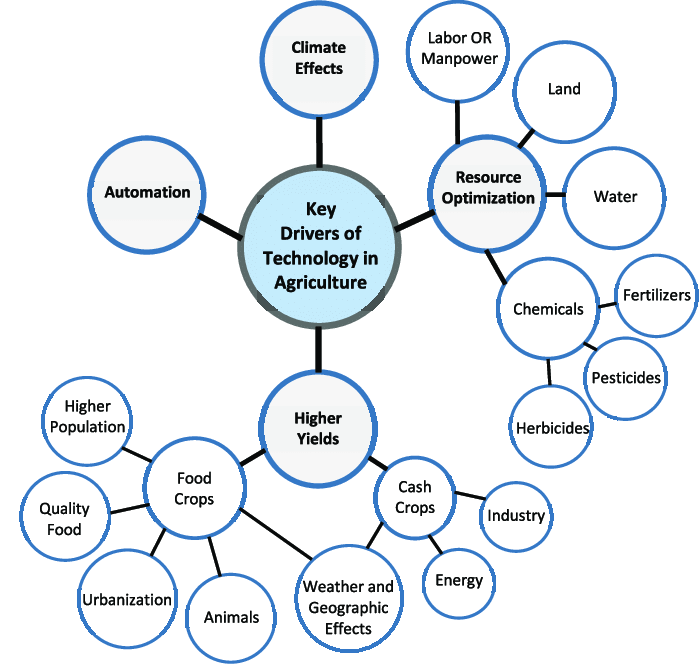 Climate
Effects
Labor OR
Manpower
Land
Automation
Resource
Optimization
Water
Key
Drivers of
Technology in
Agriculture
Chemicals
Fertilizers
Pesticides
Herbicides
Higher
Yields
Higher
Population
Food
Crops
Cash
Crops
Quality
Food
Industry
Urbanization
Animals
Weather and
Geographic
Effects
Energy